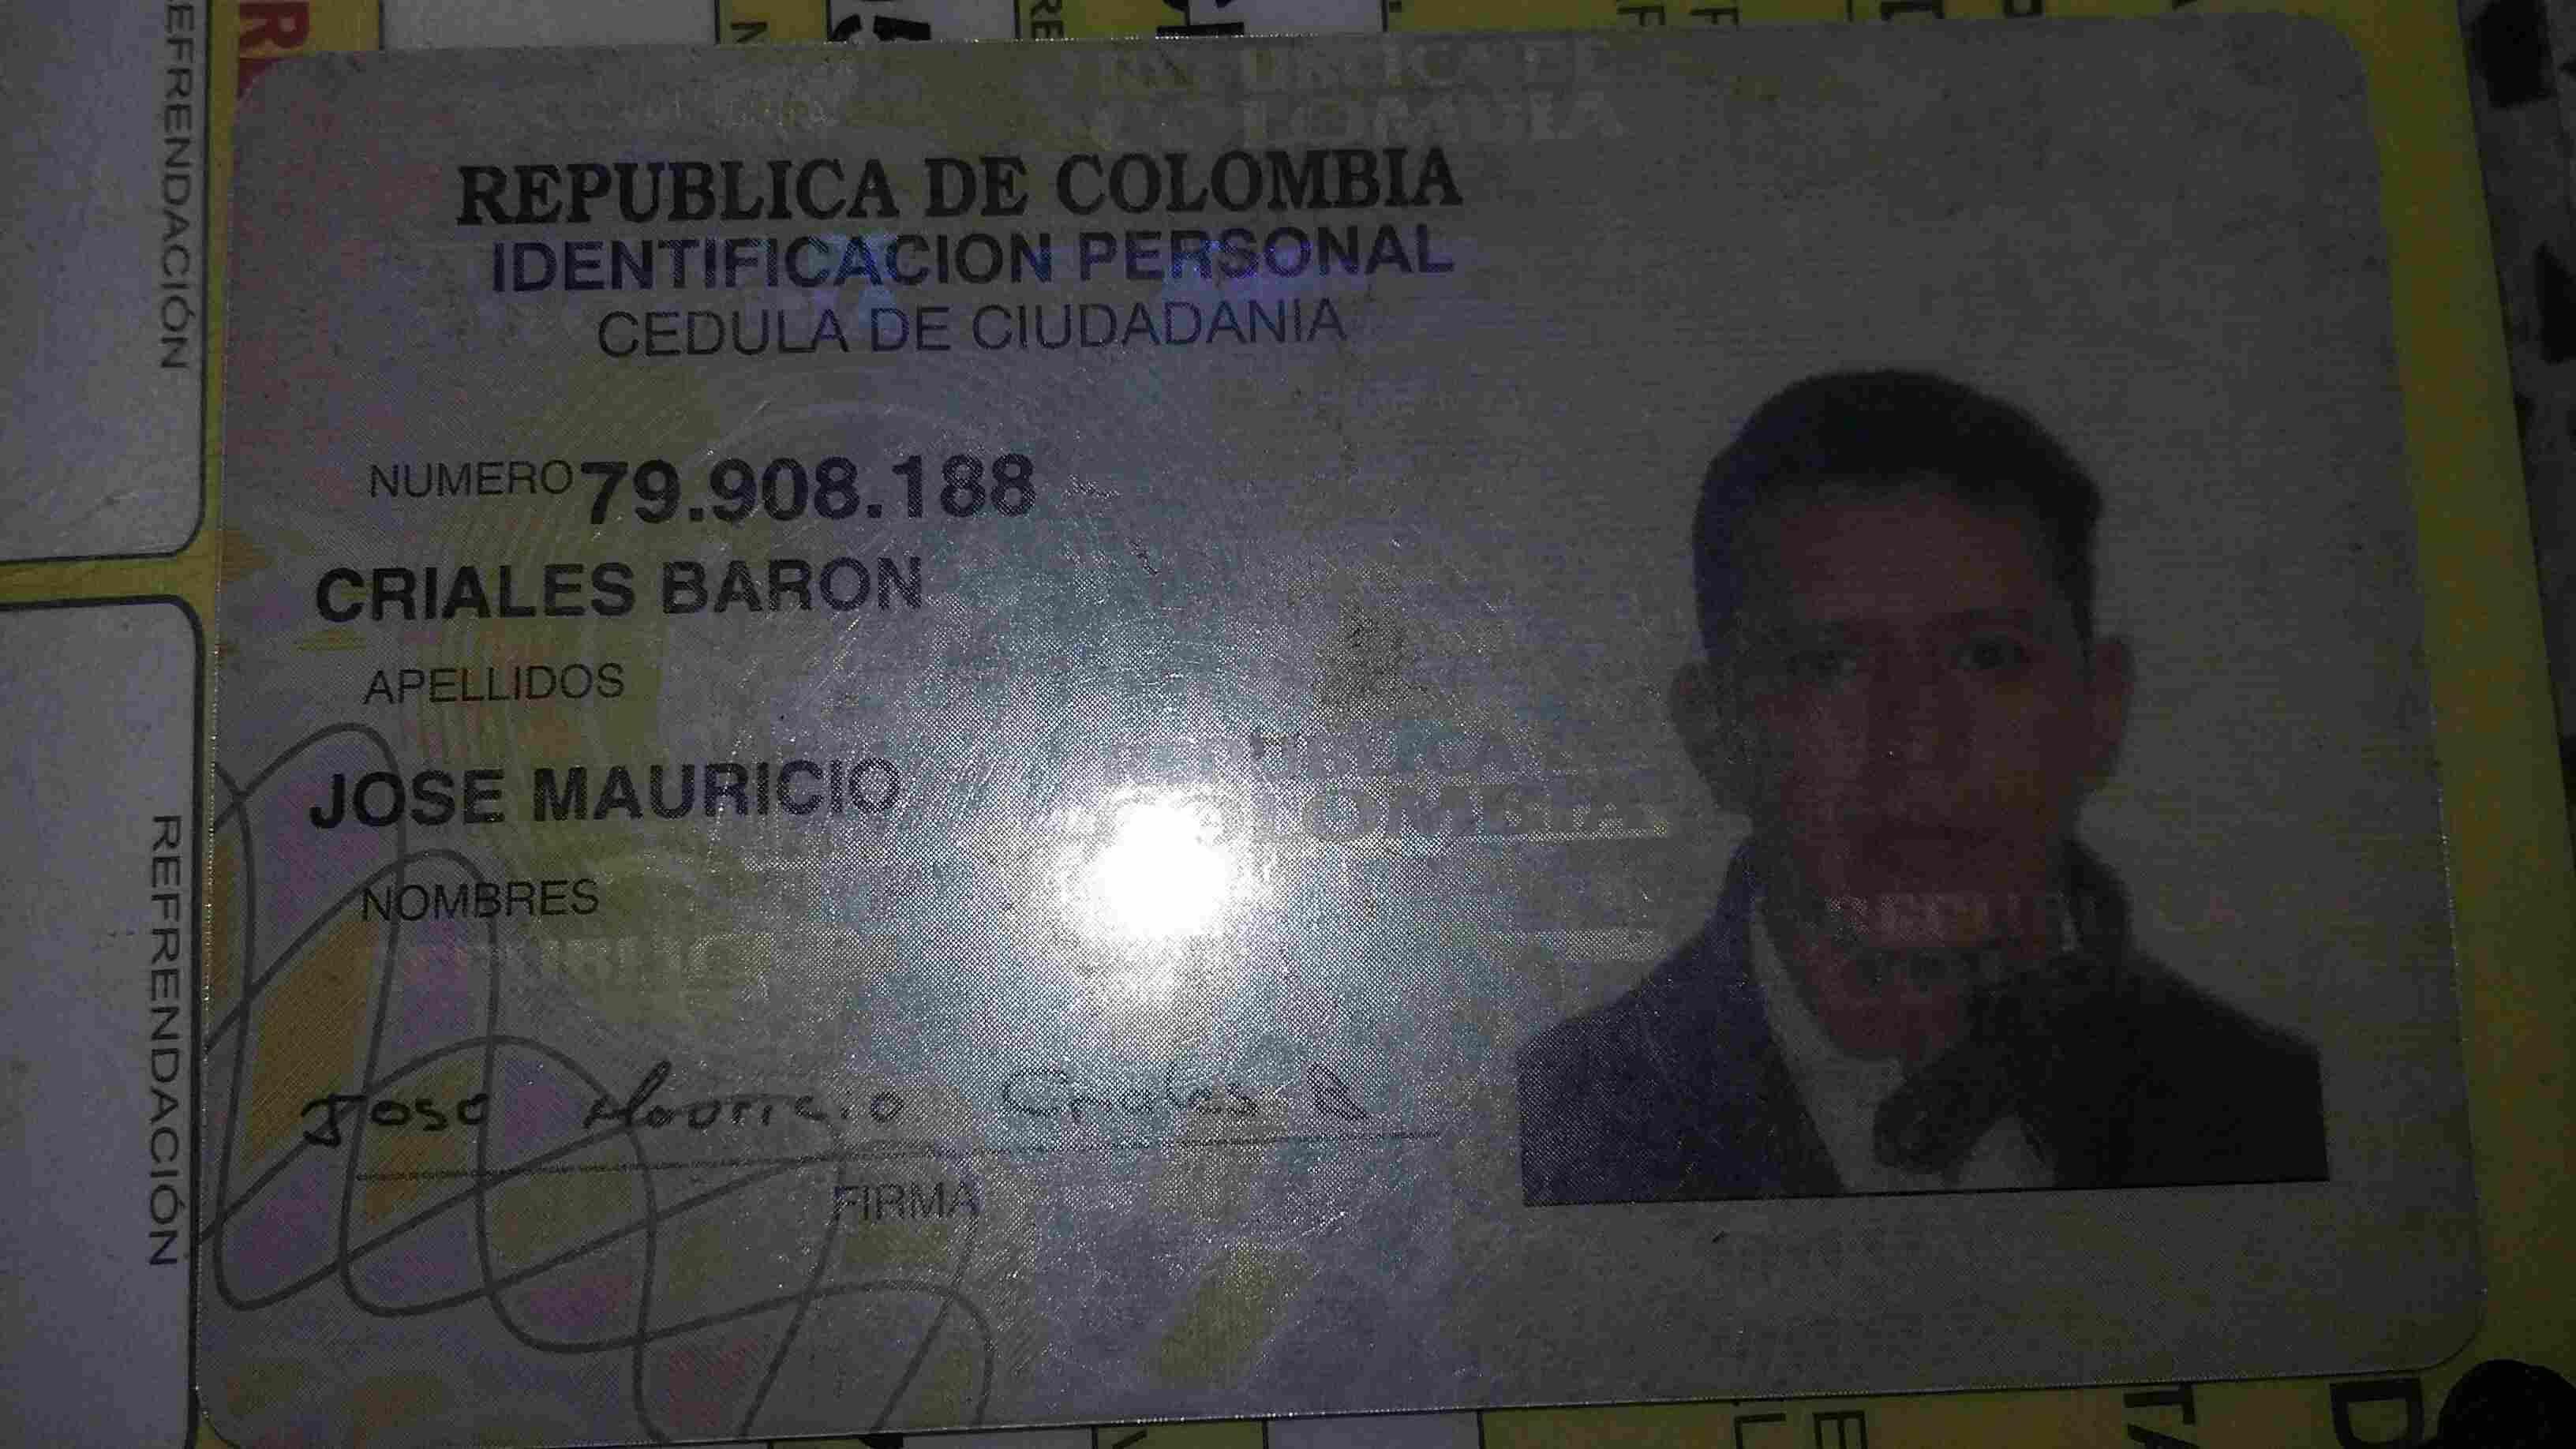 REPUBLICA DE COLOMBIA
IDENTIFICACION PERSONAL
CEDULA DE CIUDADANIA
NUMERO 79.908.188
CRIALES BARON
APELLIDOS
JOSE MAURICIO
NOMBRES
Jose Mauricio Criales B
FIRMA
REFRENDACIÓN
REFRENDACIÓN